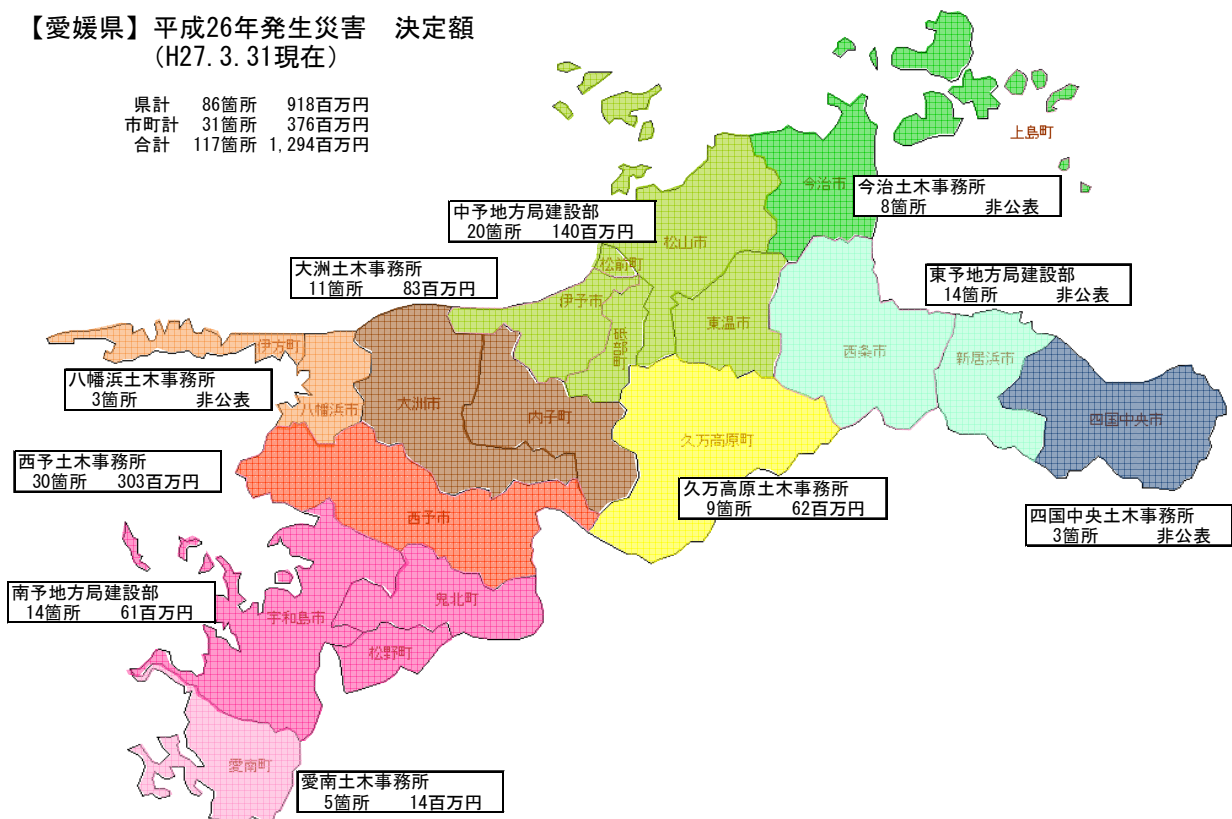 【愛媛県】平成26年発生災害　決定額
（H27.3.31現在）
県計　86箇所　918百万円
市町計　31箇所　376百万円
合計　117箇所　1,294百万円
上島町
今治市
今治土木事務所
8箇所　非公表
中予地方局建設部
20箇所　140百万円
松山市
松前町
大洲土木事務所
11箇所　83百万円
東予地方局建設部
14箇所　非公表
伊予市
砥部町
東温市
西条市
新居浜市
伊方町
八幡浜土木事務所
3箇所　非公表
八幡浜市
大洲市
内子町
久万高原町
四国中央市
西予土木事務所
30箇所　303百万円
久万高原土木事務所
9箇所　62百万円
西予市
四国中央土木事務所
3箇所　非公表
南予地方局建設部
14箇所　61百万円
鬼北町
宇和島市
松野町
愛南町
愛南土木事務所
5箇所　14百万円